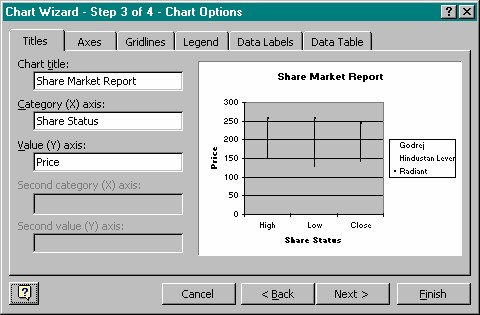 Chart Wizard - Step 3 of 4 - Chart Options
Titles Axes Gridlines Legend Data Labels Data Table
Chart title:
Share Market Report
Category (X) axis:
Share Status
Value (Y) axis:
Price
Second category (X) axis:
Second value (Y) axis:
Share Market Report
300
250
200
150
100
50
0
Price
High Low Close
Share Status
Godrej
Hindustan Lever
Radiant
Cancel < Back Next > Finish